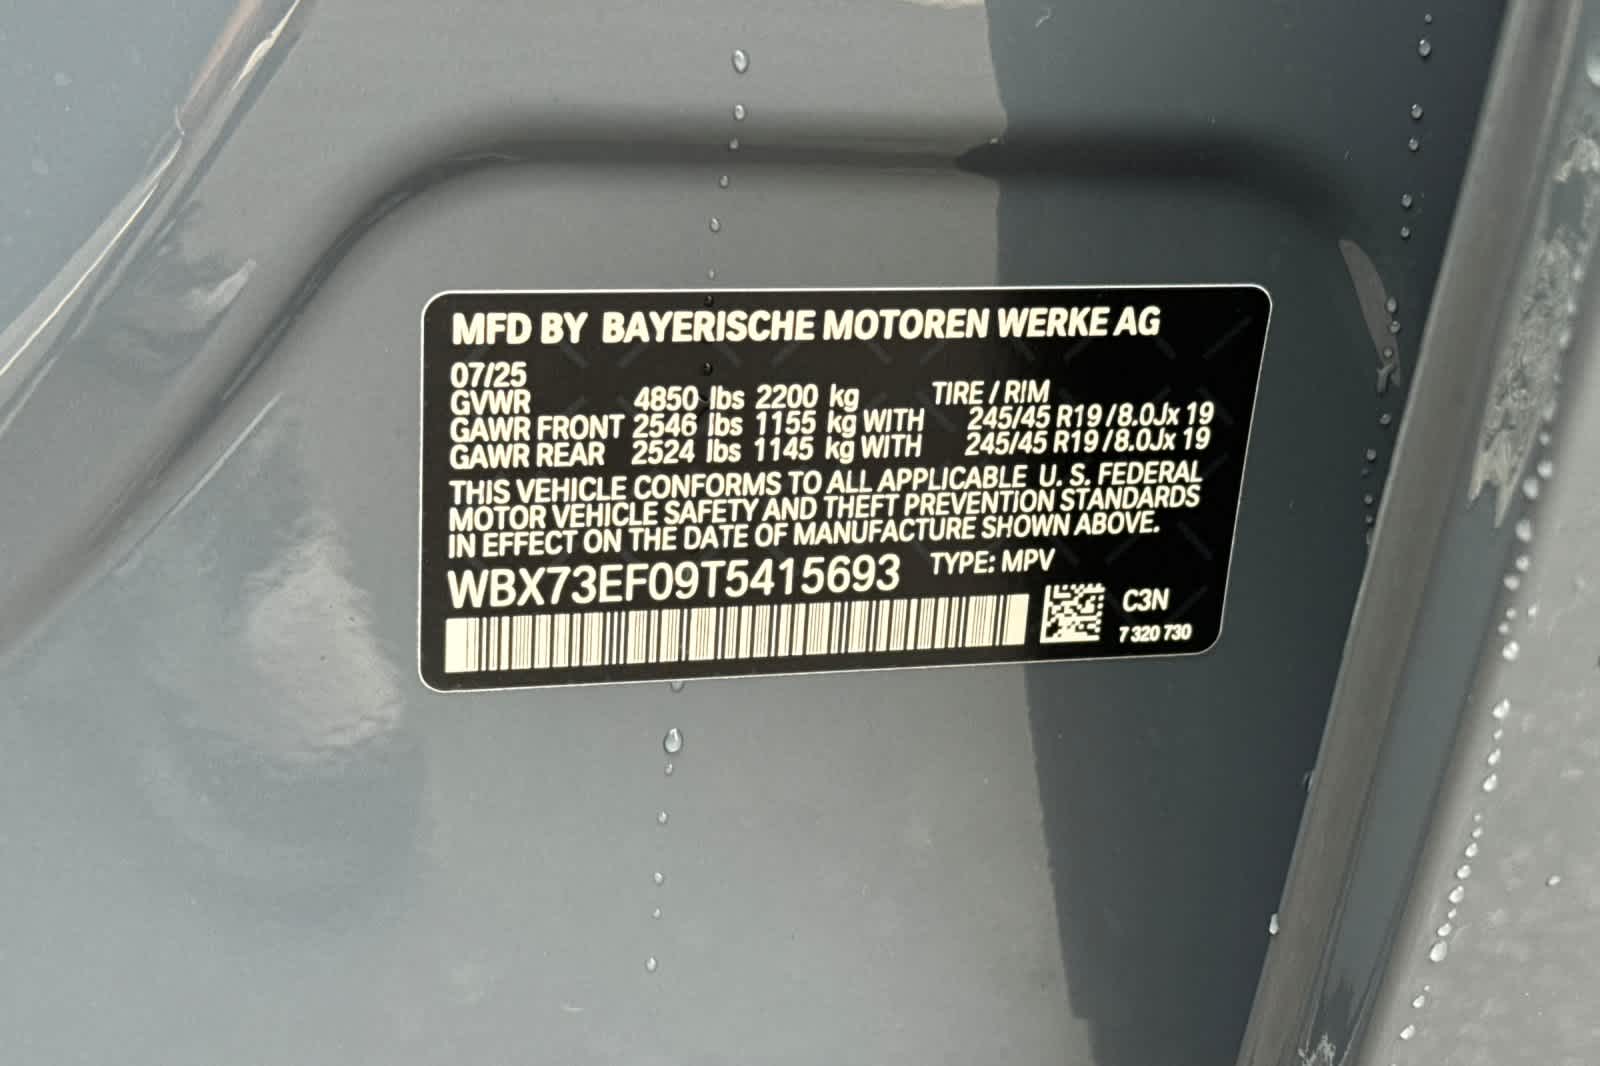 MFD BY BAYERISCHE MOTOREN WERKE AG
07/25
GVWR 4850 lbs 2200 kg TIRE / RIM
GAWR FRONT 2546 lbs 1155 kg WITH 245/45 R19 / 8.0Jx 19
GAWR REAR 2524 lbs 1145 kg WITH 245/45 R19 / 8.0Jx 19
THIS VEHICLE CONFORMS TO ALL APPLICABLE U. S. FEDERAL
MOTOR VEHICLE SAFETY AND THEFT PREVENTION STANDARDS
IN EFFECT ON THE DATE OF MANUFACTURE SHOWN ABOVE.
WBX73EF09T5415693 TYPE: MPV
C3N
7 320 730